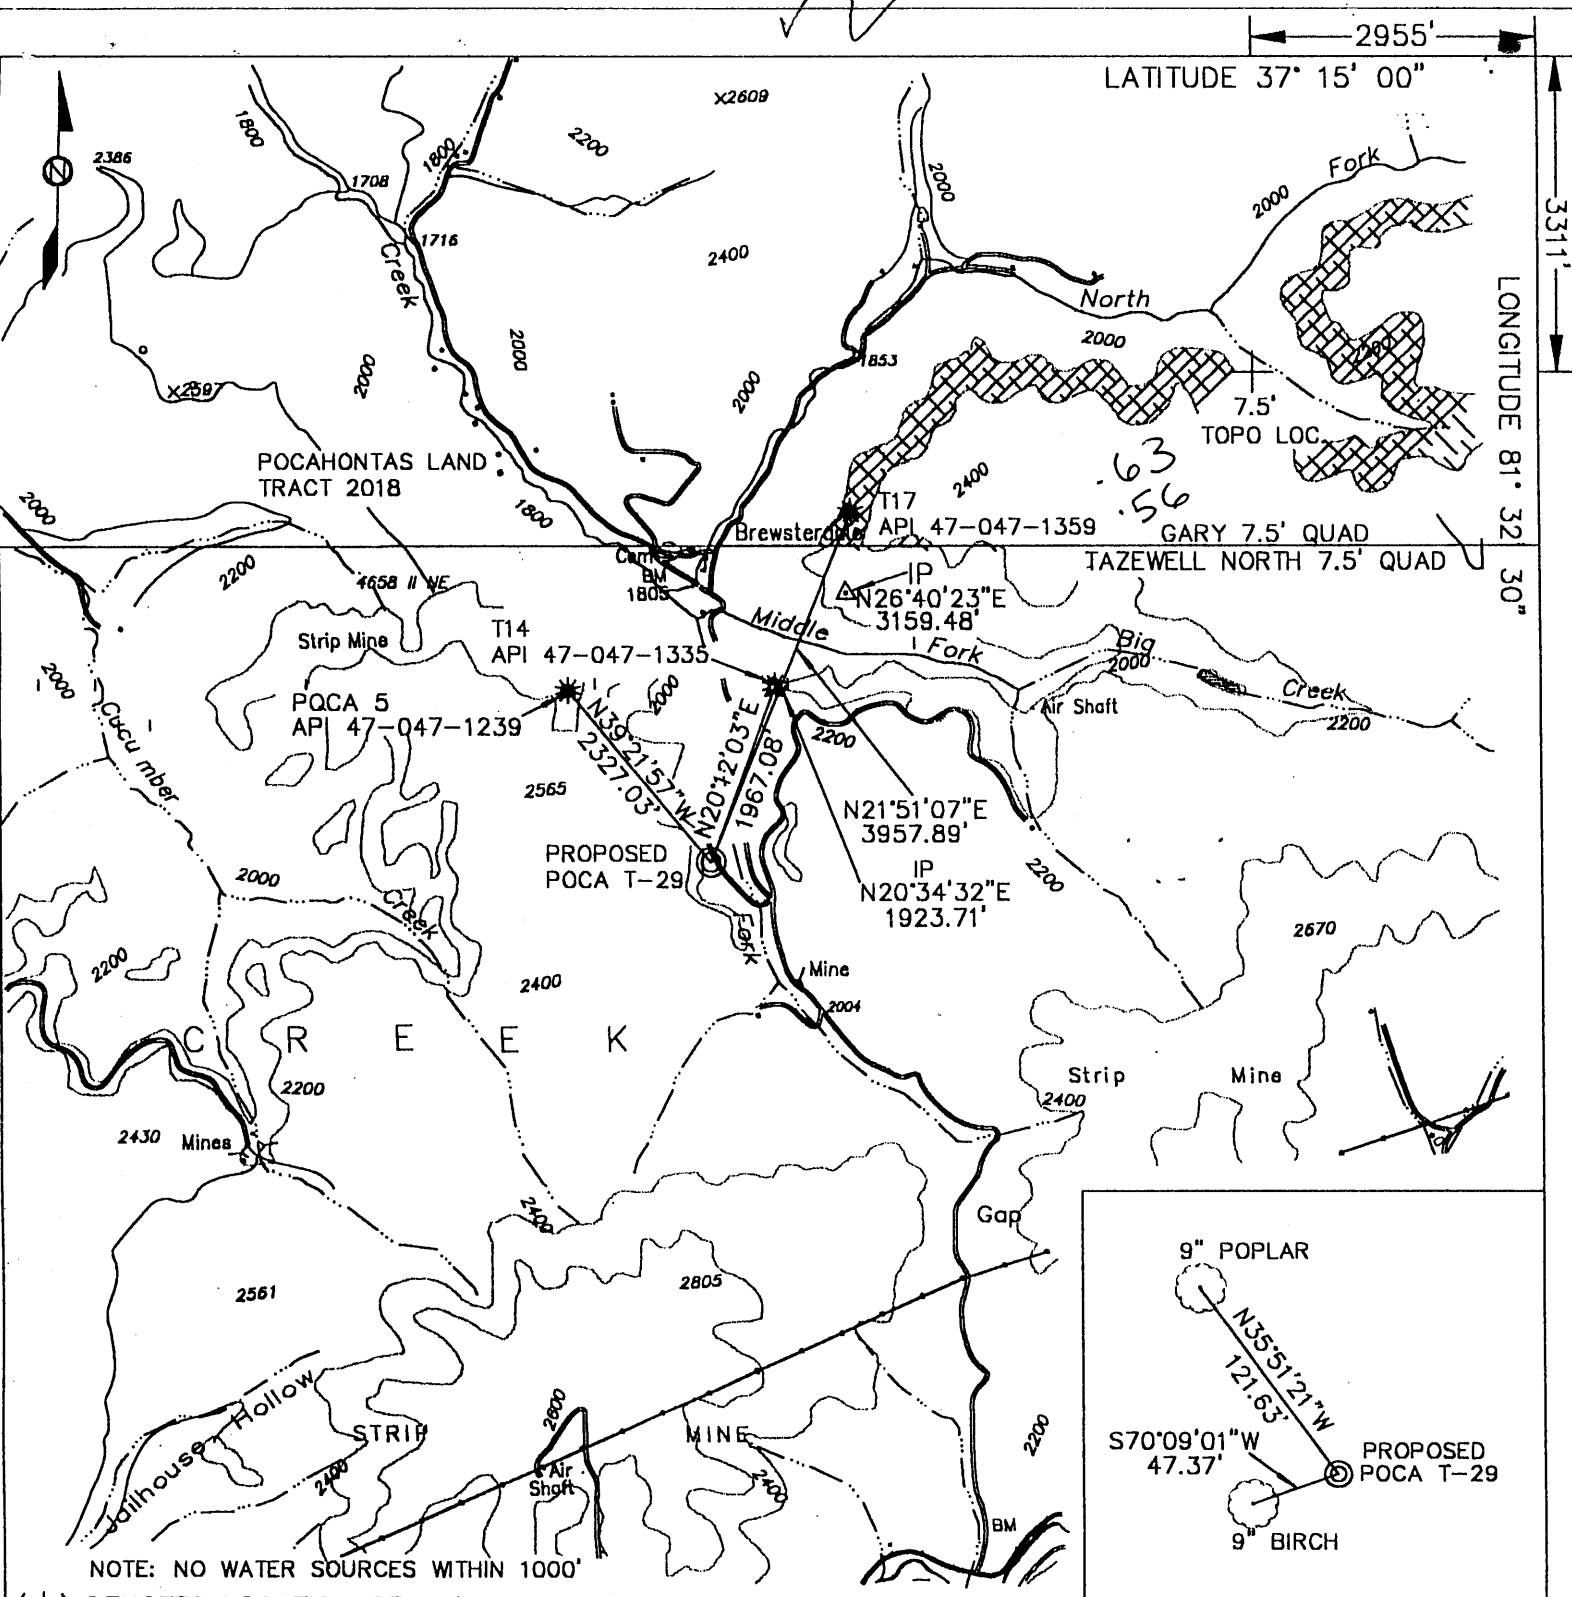 2955'
LATITUDE 37° 15' 00"
3311'
LONGITUDE 81° 32' 30"
N
2386
1800
1708
1800
2200
X2609
1716
Creek
2400
2000
2000
Fork
North
2000
2000
2000
2000
1853
X2597
7.5'
TOPO LOC.
.63
.56
POCAHONTAS LAND
TRACT 2018
1800
2400
T17
API 47-047-1359
Brewsterdale
GARY 7.5' QUAD
TAZEWELL NORTH 7.5' QUAD
2000
2200
4658 II NE
Cem
BM
1805
IP
N26°40'23"E
3159.48'
Strip Mine
T14
API 47-047-1335
Middle
Fork
Big
2000
Creek
2200
Air Shaft
2000
POCA 5
API 47-047-1239
2000
Cucumber
N39°21'57"W
2327.03'
N20°12'03"E
1967.08'
2200
2565
N21°51'07"E
3957.89'
PROPOSED
POCA T-29
IP
N20°34'32"E
1923.71'
2200
2000
Creek
Fork
2670
2200
2400
Mine
2004
C R E E K
2200
Strip Mine
2400
2430
Mines
2400
Gap
2561
2805
Jailhouse Hollow
STRIP
MINE
2600
2400
Air
Shaft
2400
2200
BM
9" POPLAR
N35°51'21"W
121.63'
S70°09'01"W
47.37'
PROPOSED
POCA T-29
9" BIRCH
NOTE: NO WATER SOURCES WITHIN 1000'